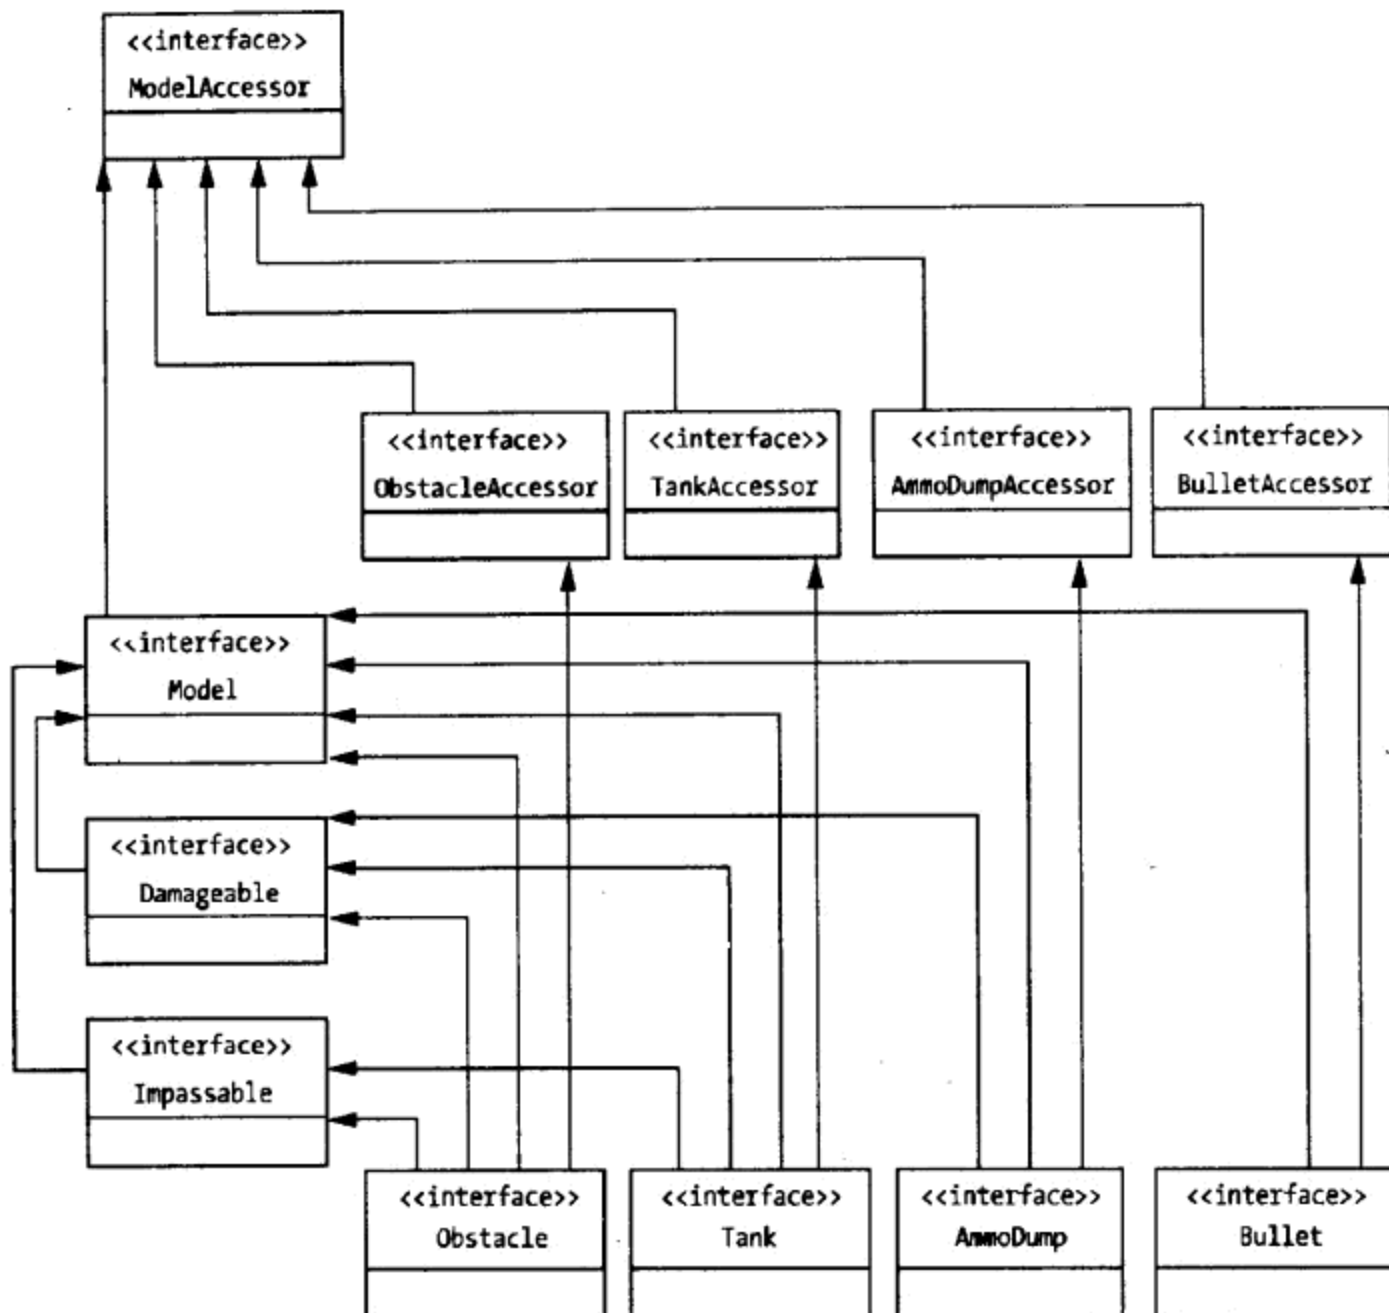 <<interface>>
ModelAccessor
<<interface>>
ObstacleAccessor
<<interface>>
TankAccessor
<<interface>>
AmmoDumpAccessor
<<interface>>
BulletAccessor
<<interface>>
Model
<<interface>>
Damageable
<<interface>>
Impassable
<<interface>>
Obstacle
<<interface>>
Tank
<<interface>>
AmmoDump
<<interface>>
Bullet